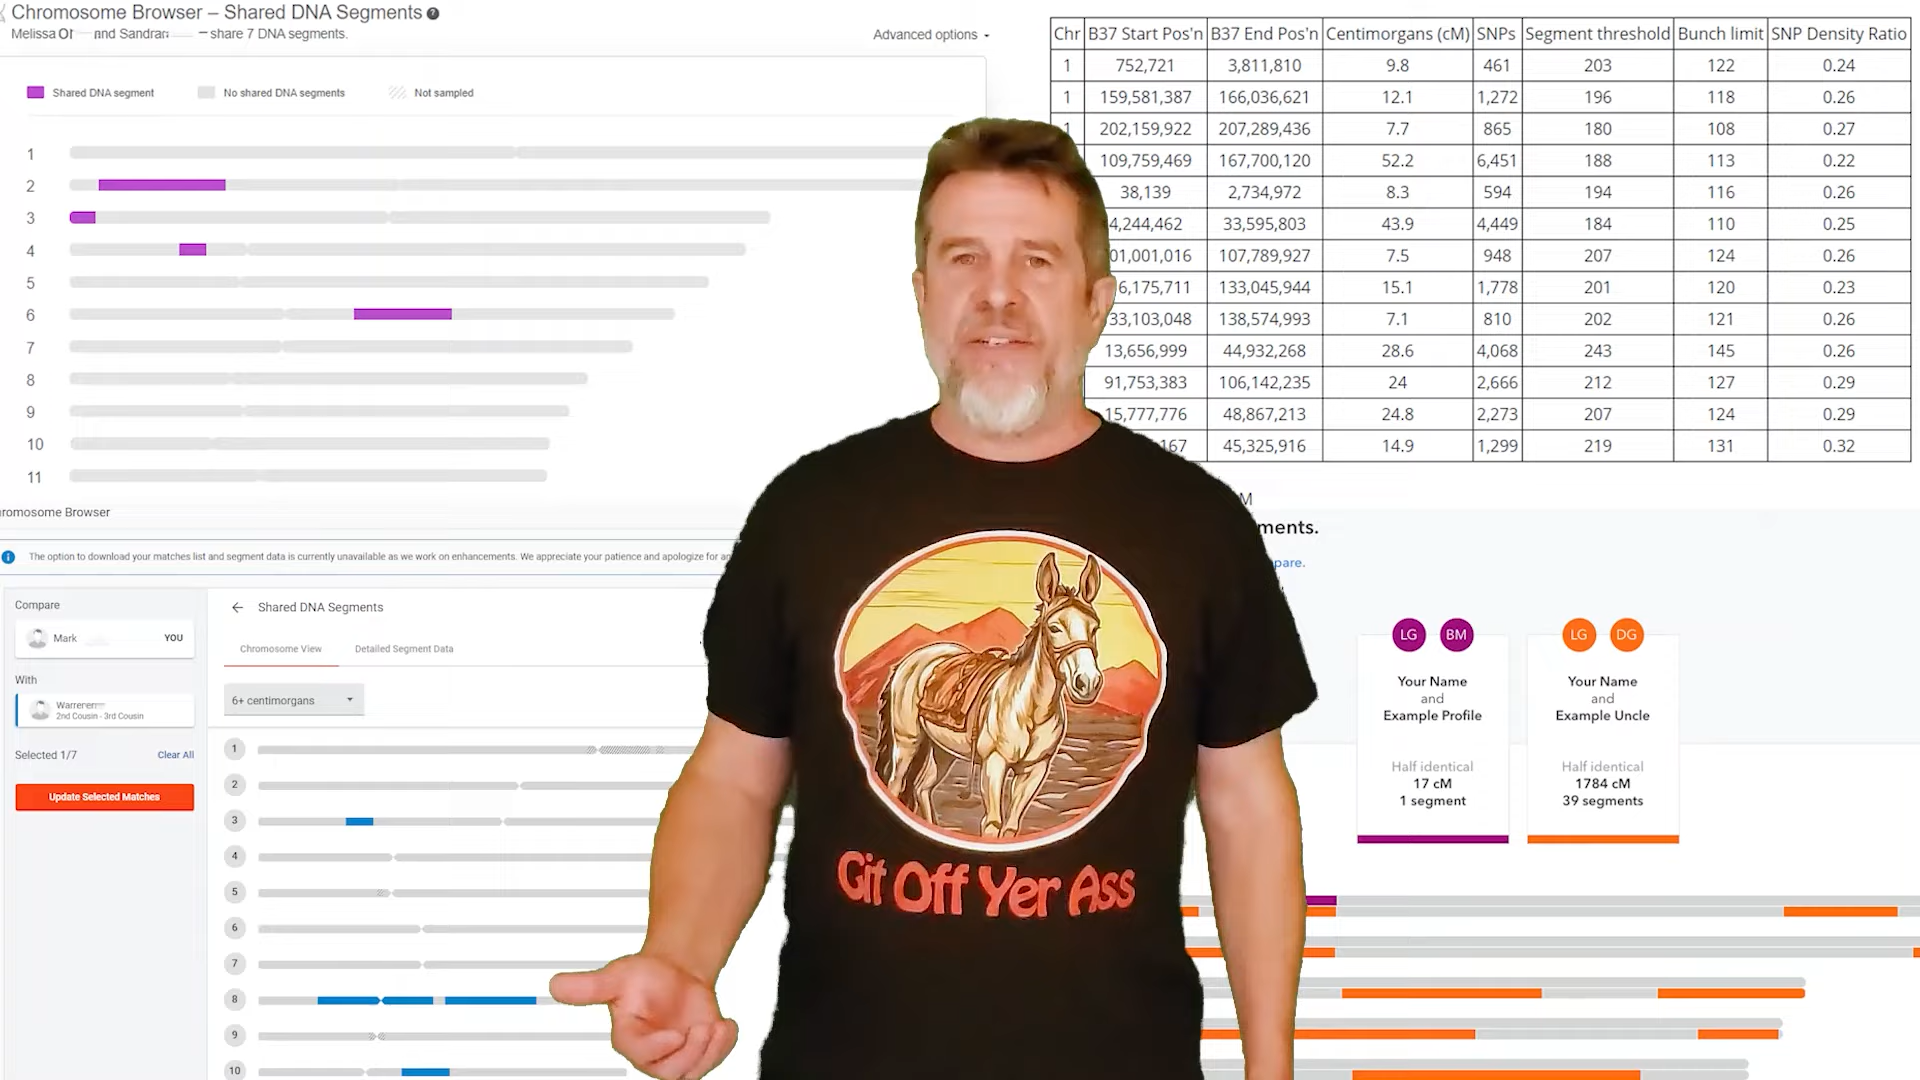 Chromosome Browser – Shared DNA Segments ?
Melissa Of and Sandra share 7 DNA segments.
Advanced options
Shared DNA segment
No shared DNA segments
Not sampled
1
2
3
4
5
6
7
8
9
10
11
Chr B37 Start Pos'n B37 End Pos'n Centimorgans (cM) SNPs Segment threshold Bunch limit SNP Density Ratio
1 752,721 3,811,810 9.8 461 203 122 0.24
1 159,581,387 166,036,621 12.1 1,272 196 118 0.26
1 202,159,922 207,289,436 7.7 865 180 108 0.27
109,759,469 167,700,120 52.2 6,451 188 113 0.22
38,139 2,734,972 8.3 594 194 116 0.26
4,244,462 33,595,803 43.9 4,449 184 110 0.25
01,001,016 107,789,927 7.5 948 207 124 0.26
6,175,711 133,045,944 15.1 1,778 201 120 0.23
33,103,048 138,574,993 7.1 810 202 121 0.26
13,656,999 44,932,268 28.6 4,068 243 145 0.26
91,753,383 106,142,235 24 2,666 212 127 0.29
15,777,776 48,867,213 24.8 2,273 207 124 0.29
167 45,325,916 14.9 1,299 219 131 0.32
romosome Browser
The option to download your matches list and segment data is currently unavailable as we work on enhancements. We appreciate your patience and apologize for
Compare
Mark YOU
With
Warren
2nd Cousin - 3rd Cousin
Selected 1/7 Clear All
Update Selected Matches
Shared DNA Segments
Chromosome View Detailed Segment Data
6+ centimorgans
1
2
3
4
5
6
7
8
9
10
Git Off Yer Ass
M
ments.
pare.
LG BM
Your Name
and
Example Profile
Half identical
17 cM
1 segment
LG DG
Your Name
and
Example Uncle
Half identical
1784 cM
39 segments